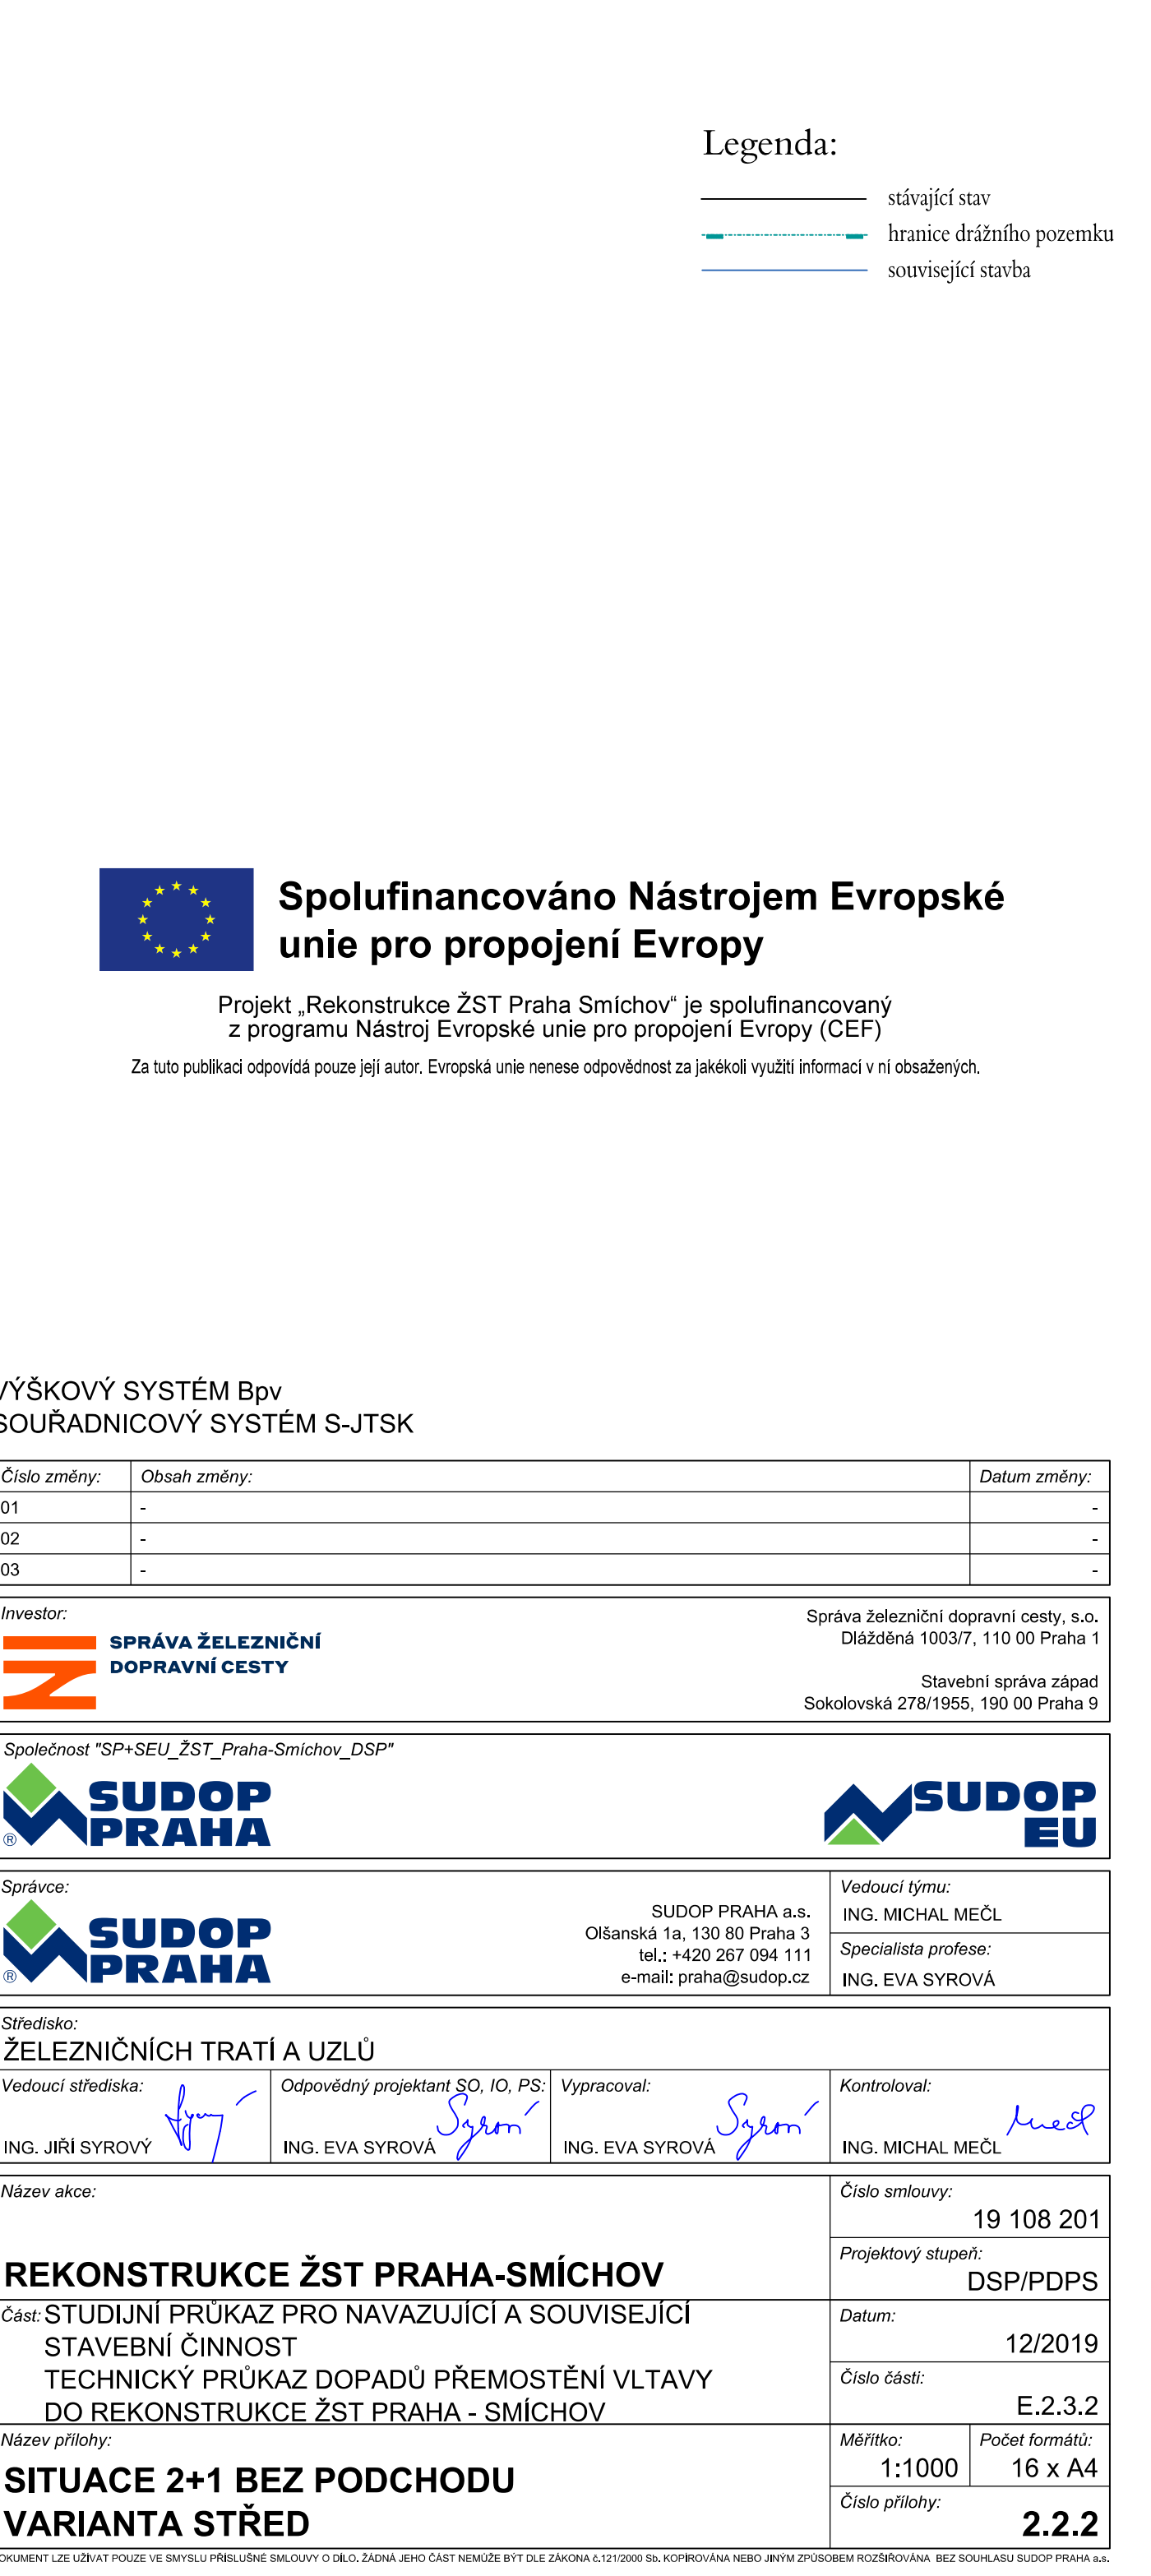 Legenda:
stávající stav
hranice drážního pozemku
související stavba
Spolufinancováno Nástrojem Evropské
unie pro propojení Evropy
Projekt „Rekonstrukce ŽST Praha Smíchov“ je spolufinancovaný
z programu Nástroj Evropské unie pro propojení Evropy (CEF)
Za tuto publikaci odpovídá pouze její autor. Evropská unie nenese odpovědnost za jakékoli využití informací v ní obsažených.
VÝŠKOVÝ SYSTÉM Bpv
SOUŘADNICOVÝ SYSTÉM S-JTSK
Číslo změny: Obsah změny: Datum změny:
01 - -
02 - -
03 - -
Investor:
SPRÁVA ŽELEZNIČNÍ
DOPRAVNÍ CESTY
Správa železniční dopravní cesty, s.o.
Dlážděná 1003/7, 110 00 Praha 1
Stavební správa západ
Sokolovská 278/1955, 190 00 Praha 9
Společnost "SP+SEU_ŽST_Praha-Smíchov_DSP"
SUDOP
PRAHA
®
SUDOP
EU
Správce:
SUDOP
PRAHA
®
SUDOP PRAHA a.s.
Olšanská 1a, 130 80 Praha 3
tel.: +420 267 094 111
e-mail: praha@sudop.cz
Vedoucí týmu:
ING. MICHAL MEČL
Specialista profese:
ING. EVA SYROVÁ
Středisko:
ŽELEZNIČNÍCH TRATÍ A UZLŮ
Vedoucí střediska: Odpovědný projektant SO, IO, PS: Vypracoval: Kontroloval:
ING. JIŘÍ SYROVÝ ING. EVA SYROVÁ ING. EVA SYROVÁ ING. MICHAL MEČL
Název akce:
REKONSTRUKCE ŽST PRAHA-SMÍCHOV
Číslo smlouvy:
19 108 201
Projektový stupeň:
DSP/PDPS
Část: STUDIJNÍ PRŮKAZ PRO NAVAZUJÍCÍ A SOUVISEJÍCÍ
STAVEBNÍ ČINNOST
TECHNICKÝ PRŮKAZ DOPADŮ PŘEMOSTĚNÍ VLTAVY
DO REKONSTRUKCE ŽST PRAHA - SMÍCHOV
Datum:
12/2019
Číslo části:
E.2.3.2
Název přílohy:
SITUACE 2+1 BEZ PODCHODU
VARIANTA STŘED
Měřítko: Počet formátů:
1:1000 16 x A4
Číslo přílohy:
2.2.2
OKUMENT LZE UŽÍVAT POUZE VE SMYSLU PŘÍSLUŠNÉ SMLOUVY O DÍLO. ŽÁDNÁ JEHO ČÁST NEMŮŽE BÝT DLE ZÁKONA č.121/2000 Sb. KOPÍROVÁNA NEBO JINÝM ZPŮSOBEM ROZŠIŘOVÁNA BEZ SOUHLASU SUDOP PRAHA a.s.